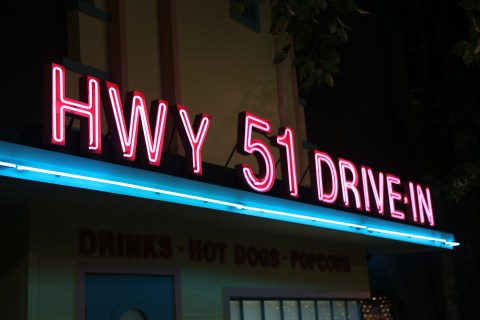 HWY 51 DRIVE-IN
DRINKS · HOT DOGS · POPCORN